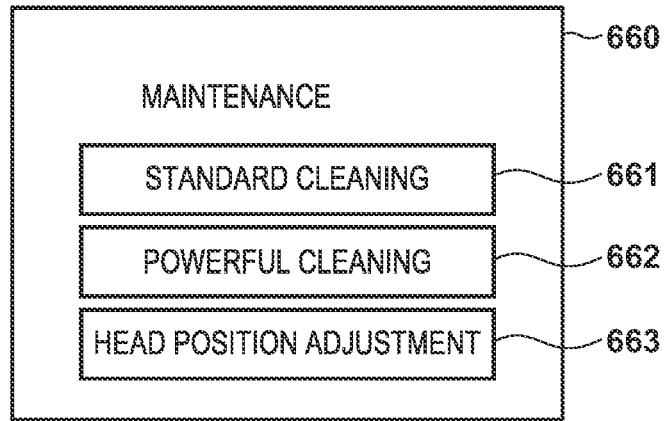 660
MAINTENANCE
STANDARD CLEANING 661
POWERFUL CLEANING 662
HEAD POSITION ADJUSTMENT 663